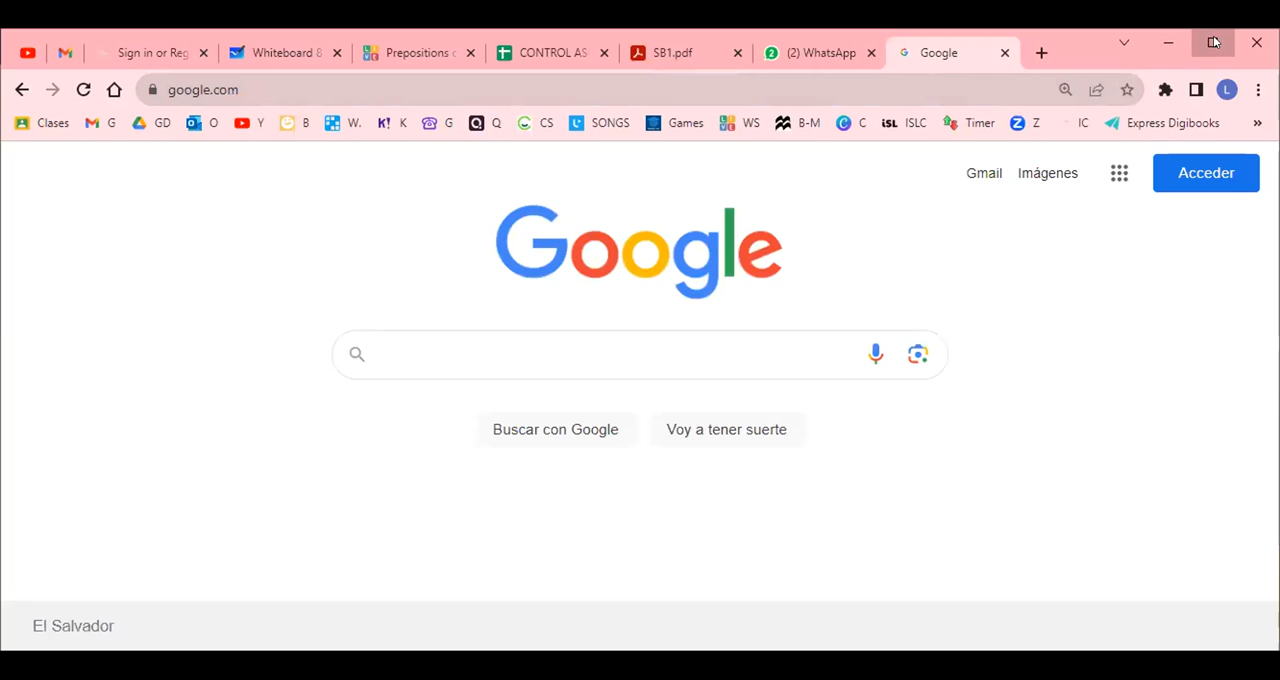 Sign in or Reg
Whiteboard 8
Prepositions o
CONTROL AS
SB1.pdf
(2) WhatsApp
Google
google.com
L
Clases
G
GD
O
Y
B
W.
K! K
G
Q
CS
SONGS
Games
WS
B-M
C
iSL ISLC
Timer
Z
IC
Express Digibooks
»
Gmail
Imágenes
Acceder
Google
Buscar con Google
Voy a tener suerte
El Salvador